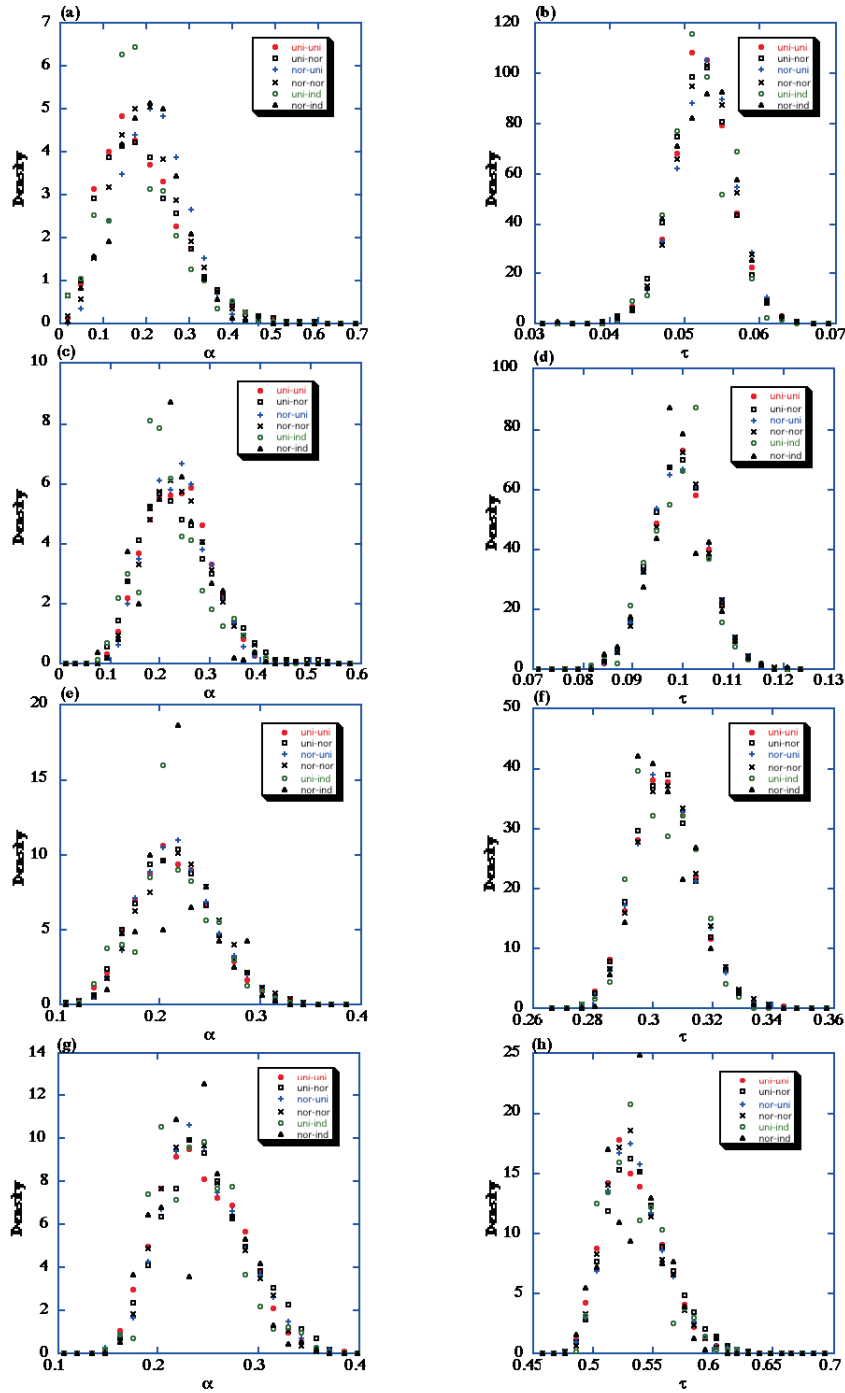 (a)
7
6
5
4
3
2
1
0
Density
uni-uni
uni-nor
nor-uni
nor-nor
uni-ind
nor-ind
0 0.1 0.2 0.3 0.4 0.5 0.6 0.7
α
(b)
120
100
80
60
40
20
0
Density
uni-uni
uni-nor
nor-uni
nor-nor
uni-ind
nor-ind
0.03 0.04 0.05 0.06 0.07
τ
(c)
10
8
6
4
2
0
Density
uni-uni
uni-nor
nor-uni
nor-nor
uni-ind
nor-ind
0 0.1 0.2 0.3 0.4 0.5 0.6
α
(d)
100
80
60
40
20
0
Density
uni-uni
uni-nor
nor-uni
nor-nor
uni-ind
nor-ind
0.07 0.08 0.09 0.1 0.11 0.12 0.13
τ
(e)
20
15
10
5
0
Density
uni-uni
uni-nor
nor-uni
nor-nor
uni-ind
nor-ind
0.1 0.2 0.3 0.4
α
(f)
50
40
30
20
10
0
Density
uni-uni
uni-nor
nor-uni
nor-nor
uni-ind
nor-ind
0.26 0.28 0.3 0.32 0.34 0.36
τ
(g)
14
12
10
8
6
4
2
0
Density
uni-uni
uni-nor
nor-uni
nor-nor
uni-ind
nor-ind
0.1 0.2 0.3 0.4
α
(h)
25
20
15
10
5
0
Density
uni-uni
uni-nor
nor-uni
nor-nor
uni-ind
nor-ind
0.45 0.5 0.55 0.6 0.65 0.7
τ